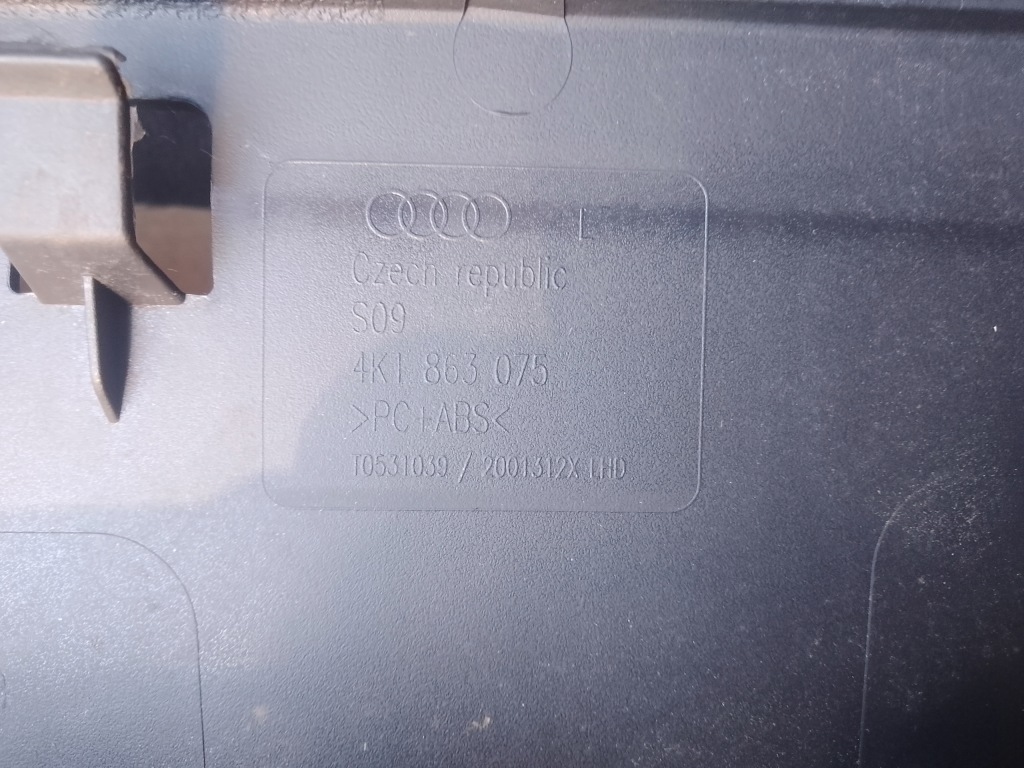 L
Czech republic
S09
4K1 863 075
>PC+ABS<
T0531039 / 2001312X LHD